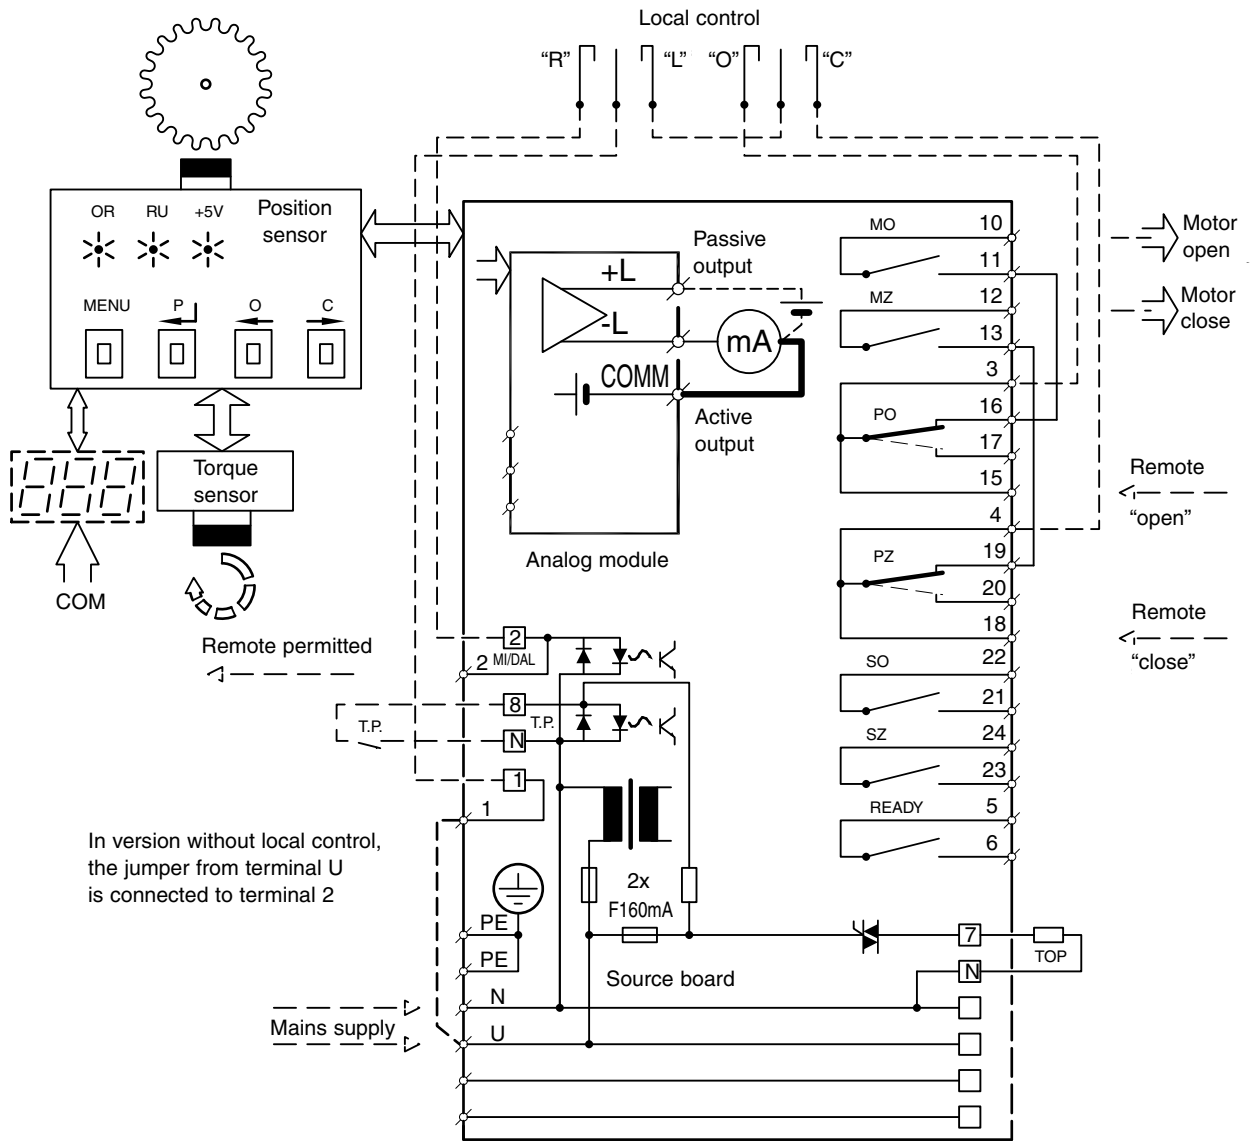 Local control
“R”
“L”
“O”
“C”
OR
RU
+5V
Position
sensor
MENU
P
O
C
Torque
sensor
COM
Passive
output
+L
-L
mA
COMM
Active
output
Analog module
MO
10
11
MZ
12
13
3
PO
16
17
15
4
PZ
19
20
18
SO
22
21
SZ
24
23
READY
5
6
Motor
open
Motor
close
Remote
“open”
Remote
“close”
Remote permitted
2
2
MI/DAL
8
T.P.
T.P.
N
1
1
In version without local control,
the jumper from terminal U
is connected to terminal 2
2x
F160mA
PE
PE
7
TOP
N
Source board
N
Mains supply
U